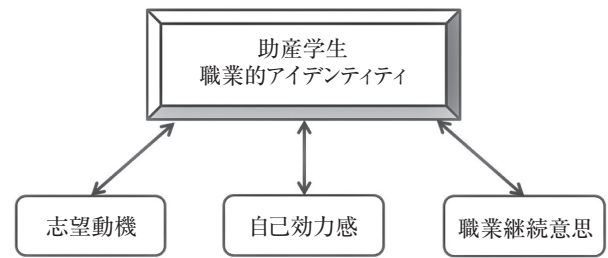 助産学生
職業的アイデンティティ
志望動機
自己効力感
職業継続意思